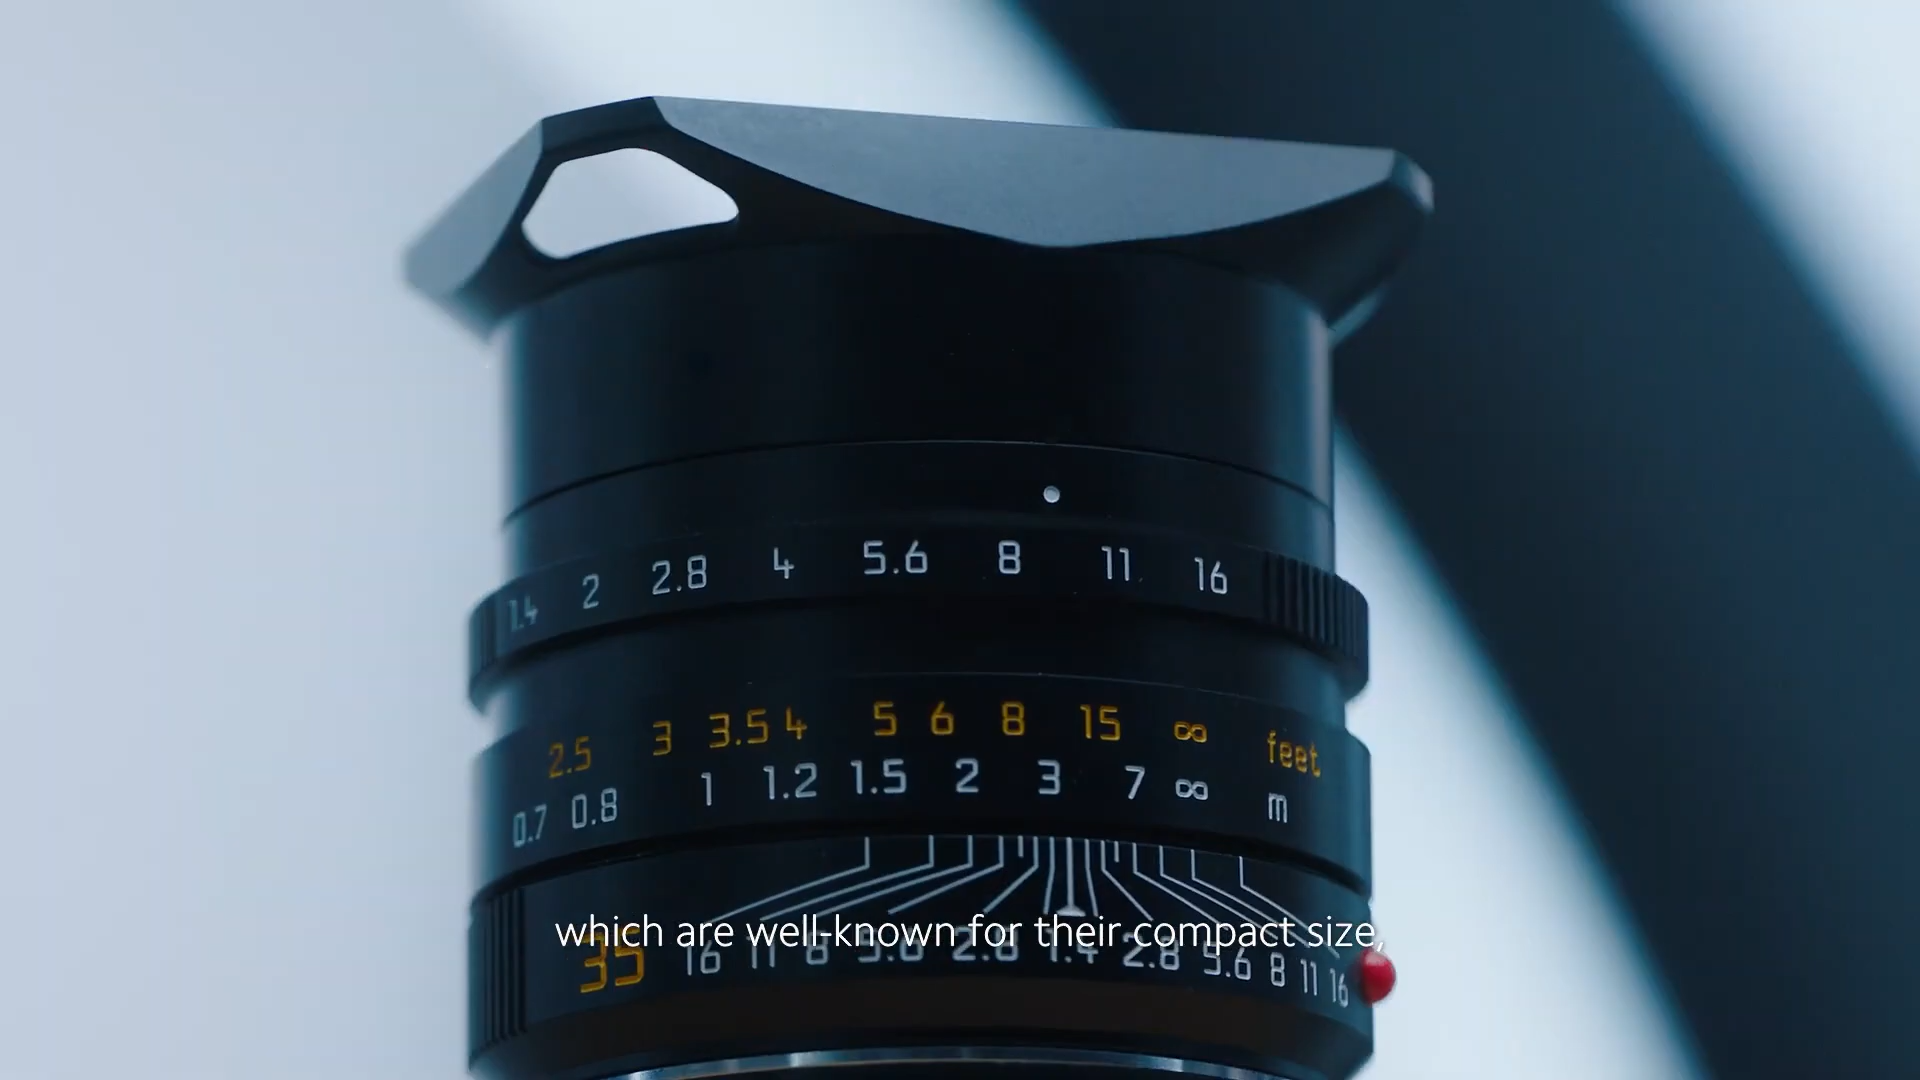 1.4 2 2.8 4 5.6 8 11 16
2.5 3 3.5 4 5 6 8 15 ∞ feet
0.7 0.8 1 1.2 1.5 2 3 7 ∞ m
which are well-known for their compact size,
35 16 11 8 5.6 2.8 1.4 2.8 5.6 8 11 16